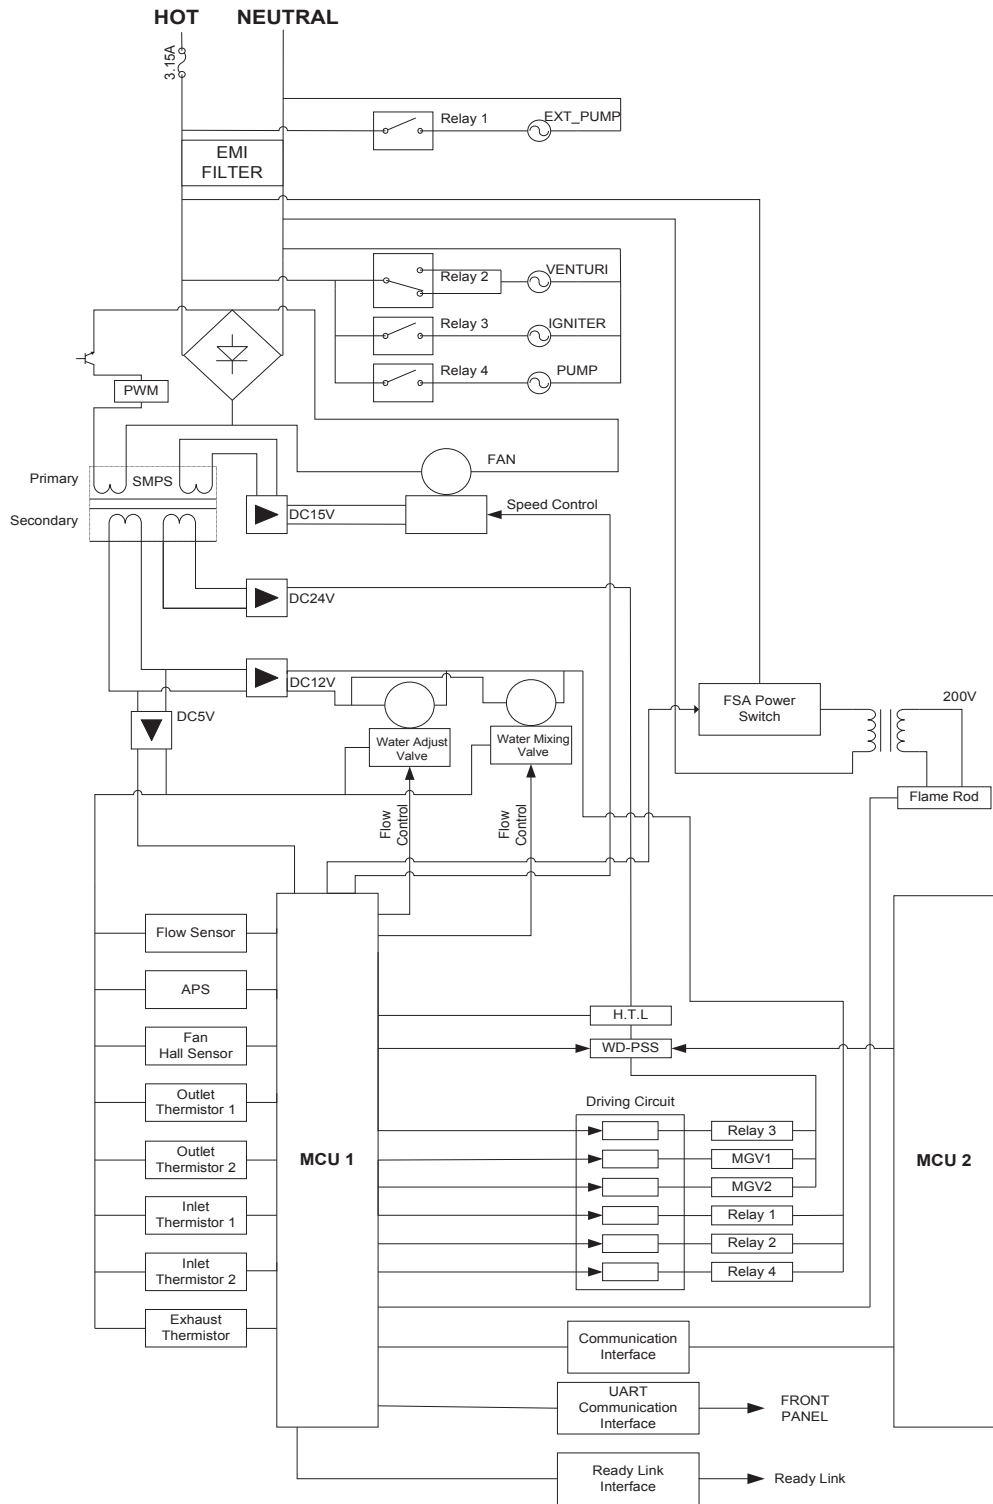 HOT NEUTRAL
3.15A
Relay 1
EXT_PUMP
EMI
FILTER
Relay 2
VENTURI
Relay 3
IGNITER
Relay 4
PUMP
PWM
FAN
Primary
SMPS
Speed Control
Secondary
DC15V
DC24V
DC12V
DC5V
FSA Power
Switch
200V
Water Adjust
Valve
Water Mixing
Valve
Flame Rod
Flow
Control
Flow
Control
Flow Sensor
APS
Fan
Hall Sensor
Outlet
Thermistor 1
Outlet
Thermistor 2
Inlet
Thermistor 1
Inlet
Thermistor 2
Exhaust
Thermistor
MCU 1
H.T.L
WD-PSS
Driving Circuit
Relay 3
MGV1
MGV2
Relay 1
Relay 2
Relay 4
MCU 2
Communication
Interface
UART
Communication
Interface
FRONT
PANEL
Ready Link
Interface
Ready Link